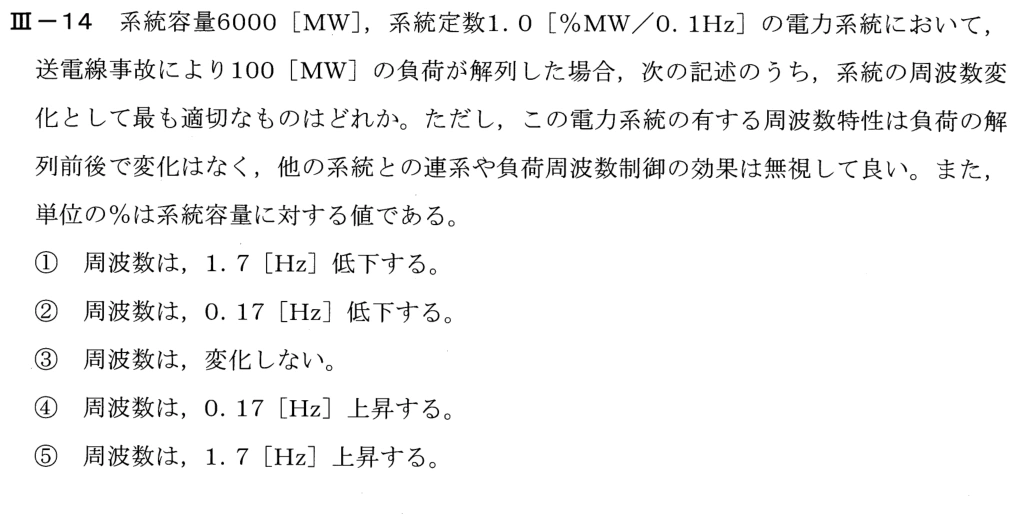 Ⅲ－14　系統容量6000［MW］，系統定数1．0［％MW／0．1Hz］の電力系統において，
送電線事故により100［MW］の負荷が解列した場合，次の記述のうち，系統の周波数変
化として最も適切なものはどれか。ただし，この電力系統の有する周波数特性は負荷の解
列前後で変化はなく，他の系統との連系や負荷周波数制御の効果は無視して良い。また，
単位の％は系統容量に対する値である。
①　周波数は，1．7［Hz］低下する。
②　周波数は，0．17［Hz］低下する。
③　周波数は，変化しない。
④　周波数は，0．17［Hz］上昇する。
⑤　周波数は，1．7［Hz］上昇する。